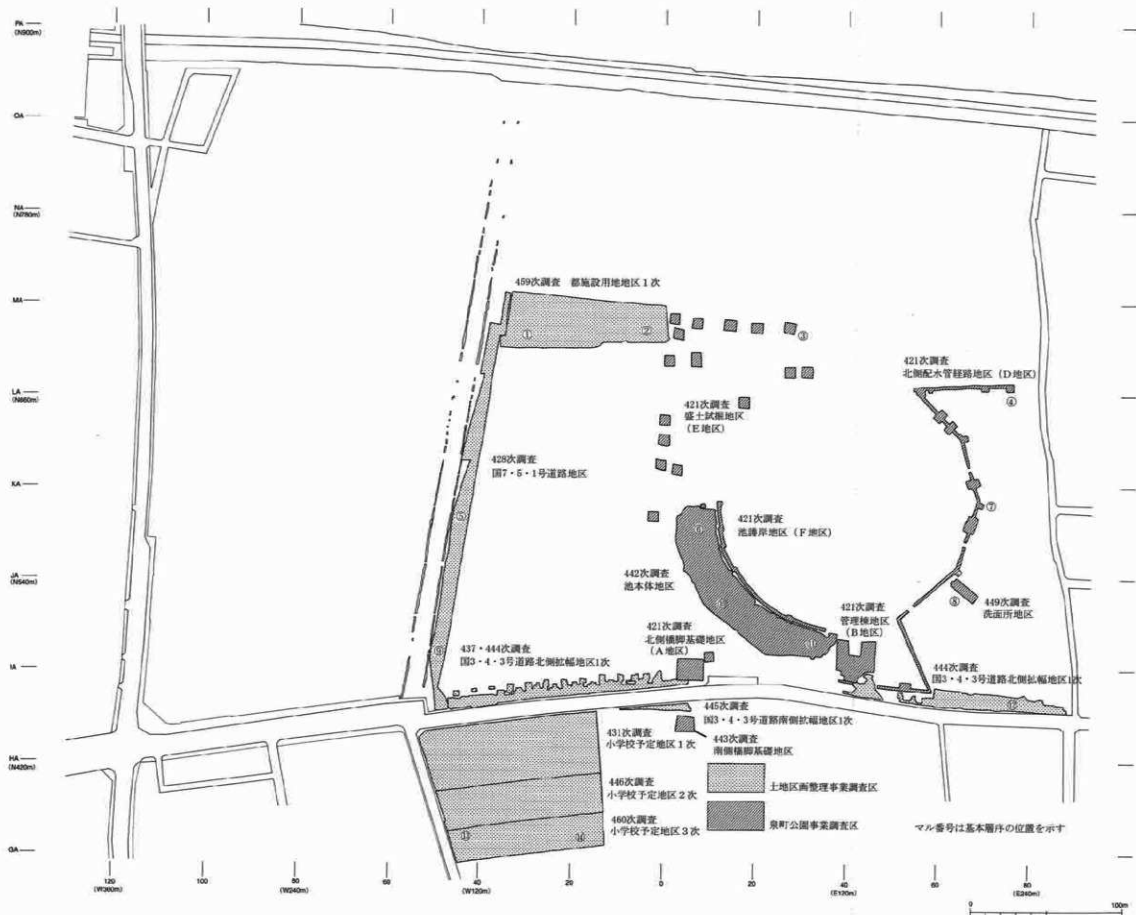 PA
(N900m)
OA
NA
(N780m)
MA
LA
(N660m)
KA
JA
(N540m)
IA
HA
(N420m)
GA
459次調査 都施設用地地区1次
①
②
③
421次調査
北側配水管経路地区(D地区)
④
421次調査
盛土試掘地区
(E地区)
428次調査
国7・5・1号道路地区
⑤
⑥
⑦
421次調査
池護岸地区(F地区)
442次調査
池本体地区
⑧
449次調査
洗面所地区
421次調査
管理棟地区
(B地区)
421次調査
北側橋脚基礎地区
(A地区)
437・444次調査
国3・4・3号道路北側拡幅地区1次
444次調査
国3・4・3号道路北側拡幅地区1次
445次調査
国3・4・3号道路南側拡幅地区1次
443次調査
南側橋脚基礎地区
431次調査
小学校予定地区1次
446次調査
小学校予定地区2次
460次調査
小学校予定地区3次
土地区画整理事業調査区
泉町公園事業調査区
マル番号は基本層序の位置を示す
120
(W360m)
100
80
(W240m)
60
40
(W120m)
20
0
20
40
(E120m)
60
80
(E240m)
0
100m